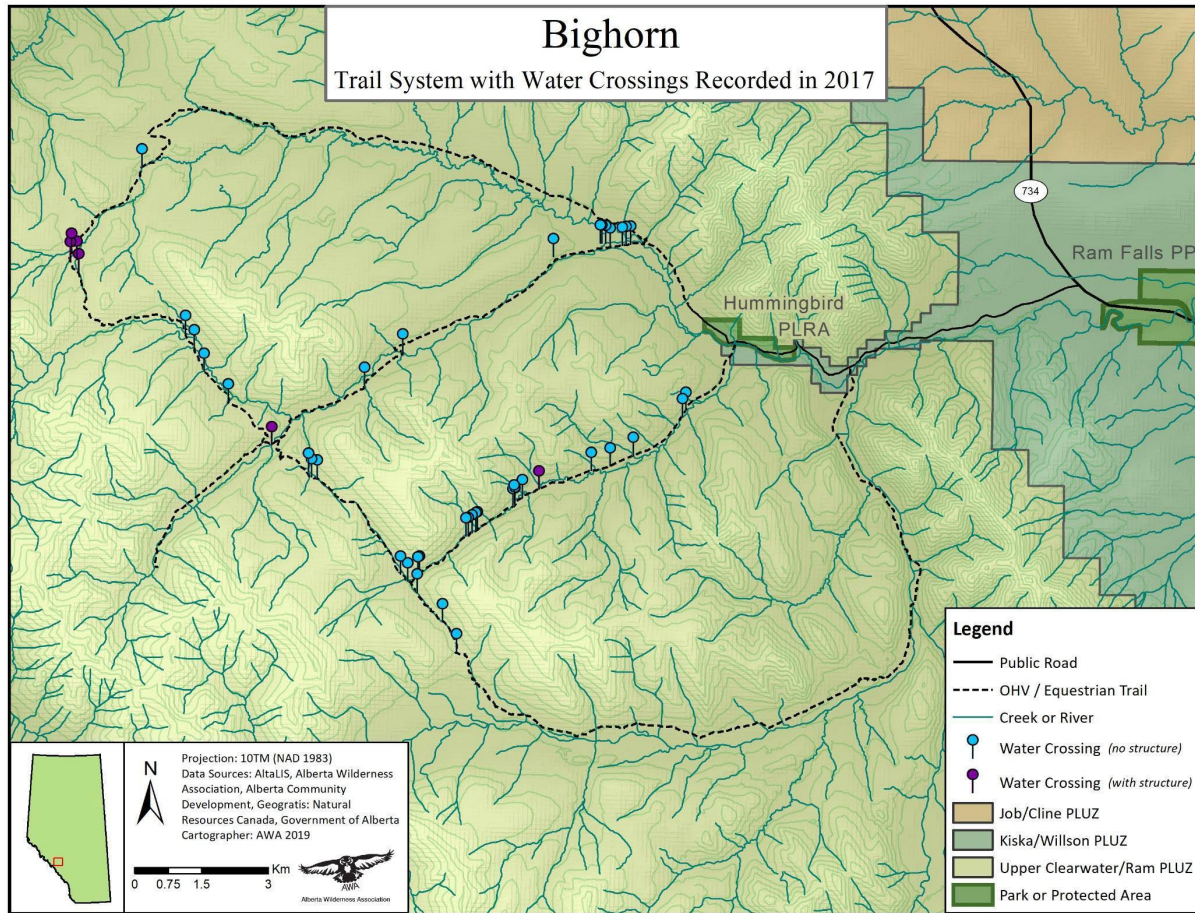 Bighorn
Trail System with Water Crossings Recorded in 2017
734
Ram Falls PP
Hummingbird
PLRA
Legend
Public Road
OHV / Equestrian Trail
Creek or River
Water Crossing (no structure)
Water Crossing (with structure)
Job/Cline PLUZ
Kiska/Willson PLUZ
Upper Clearwater/Ram PLUZ
Park or Protected Area
N
Projection: 10TM (NAD 1983)
Data Sources: AltaLIS, Alberta Wilderness
Association, Alberta Community
Development, Geogratis: Natural
Resources Canada, Government of Alberta
Cartographer: AWA 2019
Km
0 0.75 1.5 3
AWA
Alberta Wilderness Association